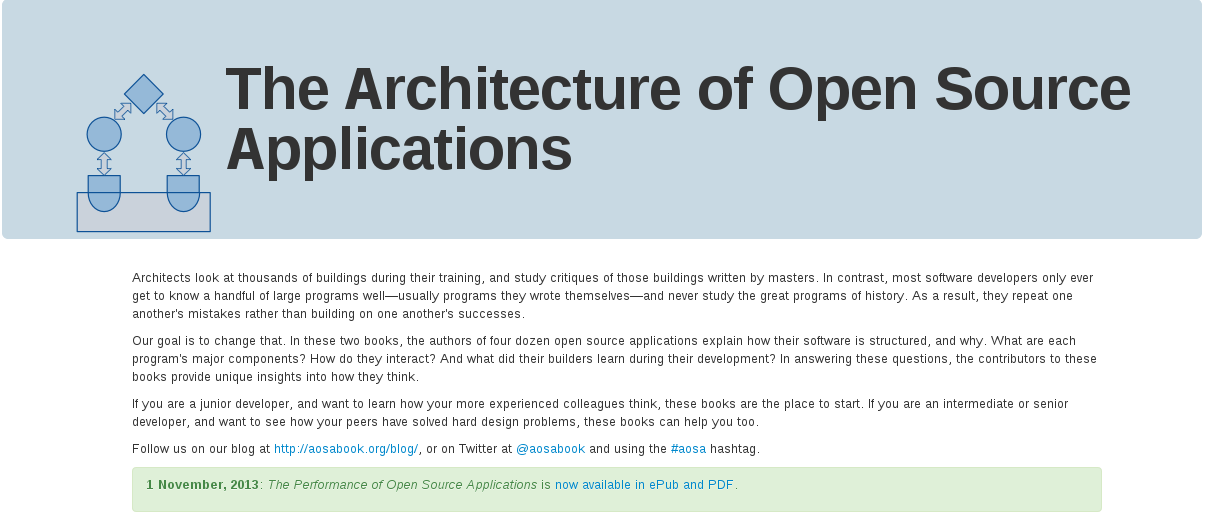 The Architecture of Open Source
Applications
Architects look at thousands of buildings during their training, and study critiques of those buildings written by masters. In contrast, most software developers only ever
get to know a handful of large programs well—usually programs they wrote themselves—and never study the great programs of history. As a result, they repeat one
another's mistakes rather than building on one another's successes.
Our goal is to change that. In these two books, the authors of four dozen open source applications explain how their software is structured, and why. What are each
program's major components? How do they interact? And what did their builders learn during their development? In answering these questions, the contributors to these
books provide unique insights into how they think.
If you are a junior developer, and want to learn how your more experienced colleagues think, these books are the place to start. If you are an intermediate or senior
developer, and want to see how your peers have solved hard design problems, these books can help you too.
Follow us on our blog at http://aosabook.org/blog/, or on Twitter at @aosabook and using the #aosa hashtag.
1 November, 2013: The Performance of Open Source Applications is now available in ePub and PDF.